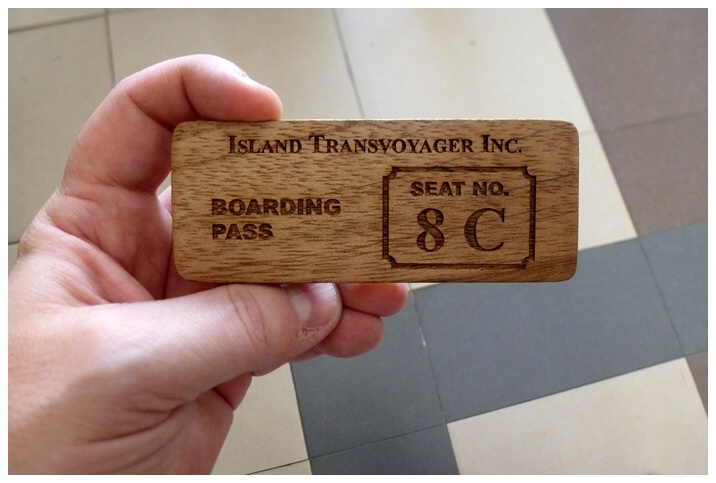 ISLAND TRANSVOYAGER INC.
BOARDING
PASS
SEAT NO.
8 C